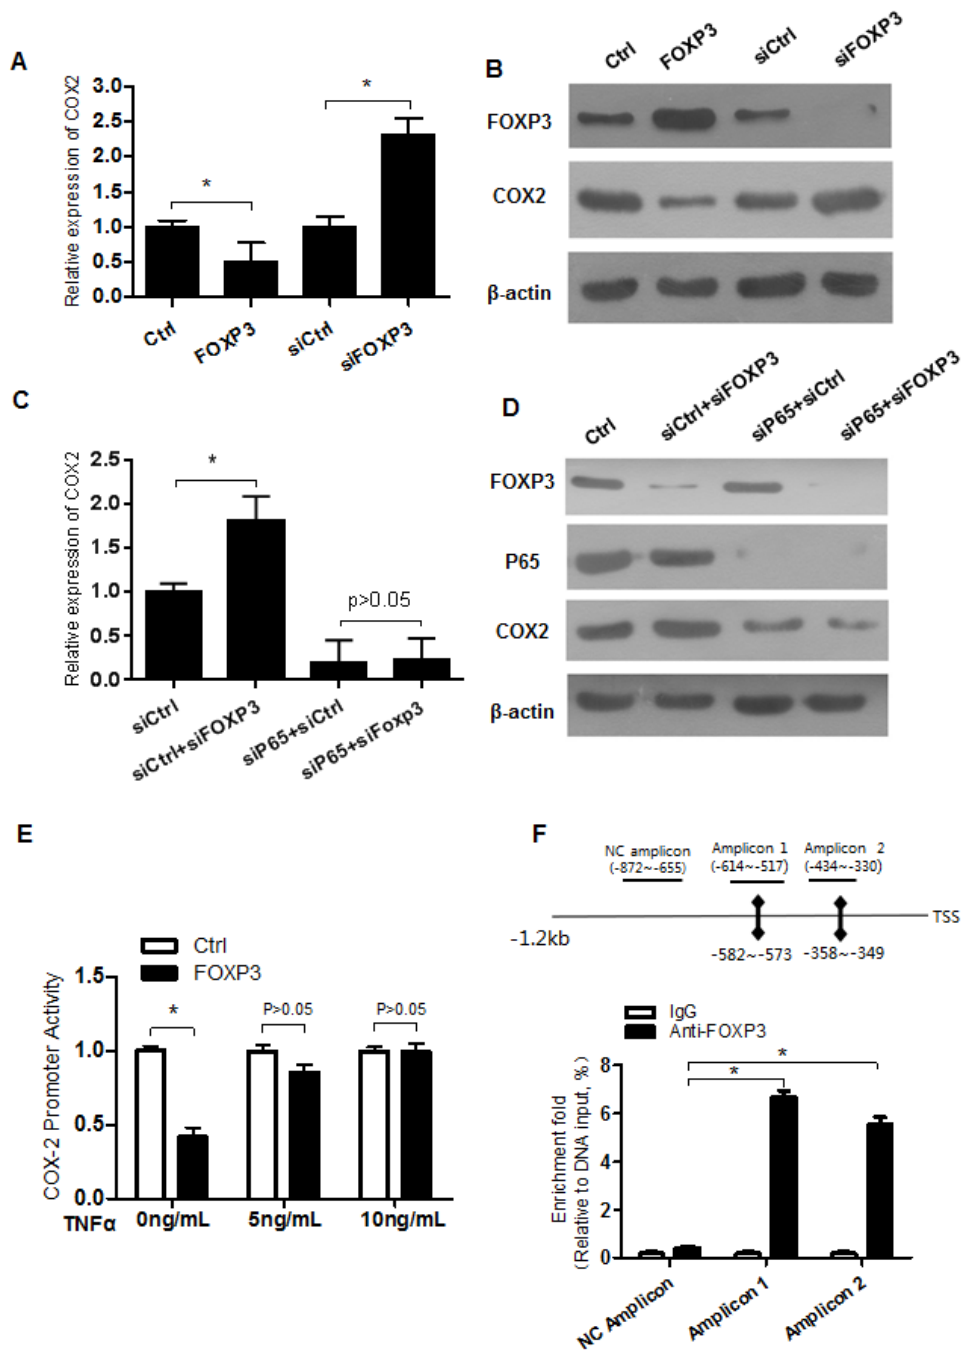 A
Relative expression of COX2
3.0
2.5
2.0
1.5
1.0
0.5
0.0
*
*
Ctrl
FOXP3
siCtrl
siFOXP3
B
Ctrl
FOXP3
siCtrl
siFOXP3
FOXP3
COX2
β-actin
C
Relative expression of COX2
2.5
2.0
1.5
1.0
0.5
0.0
*
p>0.05
siCtrl
siCtrl+siFOXP3
siP65+siCtrl
siP65+siFoxp3
D
Ctrl
siCtrl+siFOXP3
siP65+siCtrl
siP65+siFOXP3
FOXP3
P65
COX2
β-actin
E
Ctrl
FOXP3
COX-2 Promoter Activity
1.5
1.0
0.5
0.0
*
P>0.05
P>0.05
TNFα
0ng/mL
5ng/mL
10ng/mL
F
NC amplicon
(-872~-655)
Amplicon 1
(-614~-517)
Amplicon 2
(-434~-330)
TSS
-1.2kb
-582~-573
-358~-349
IgG
Anti-FOXP3
Enrichment fold
(Relative to DNA input, %)
8
6
4
2
0
*
*
NC Amplicon
Amplicon 1
Amplicon 2